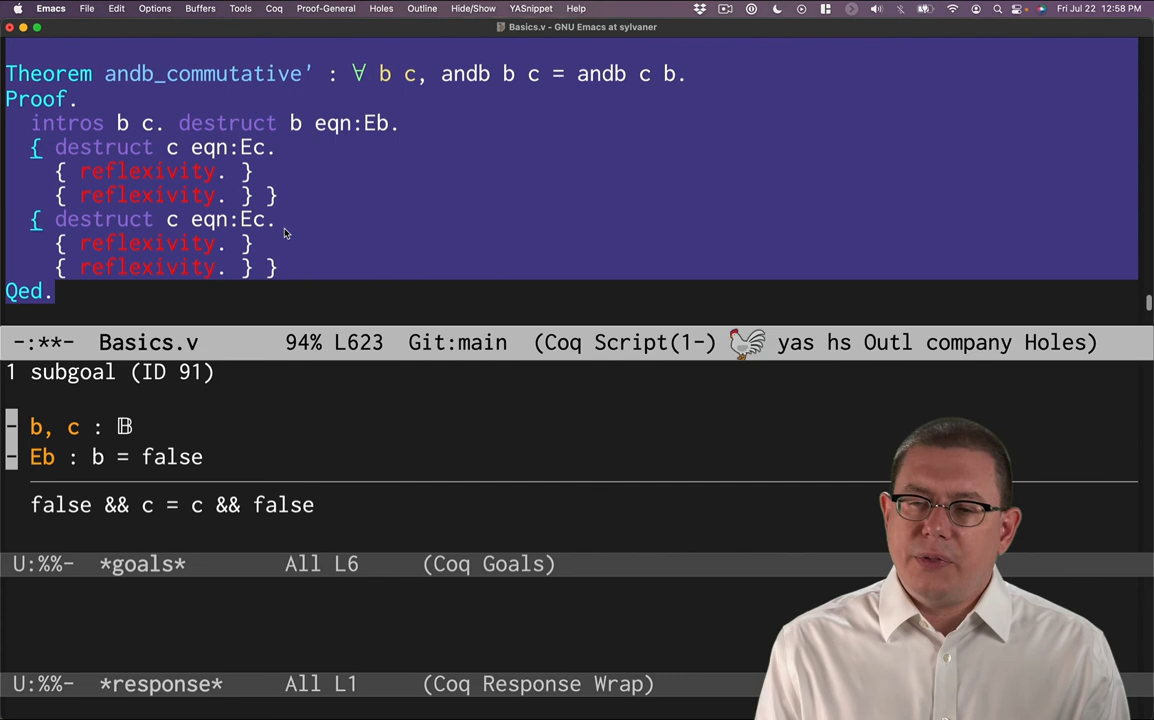 Emacs File Edit Options Buffers Tools Coq Proof-General Holes Outline Hide/Show YASnippet Help Fri Jul 22 12:58 PM
Basics.v - GNU Emacs at sylvaner
Theorem andb_commutative' : ∀ b c, andb b c = andb c b.
Proof.
intros b c. destruct b eqn:Eb.
{ destruct c eqn:Ec.
{ reflexivity. }
{ reflexivity. } }
{ destruct c eqn:Ec.
{ reflexivity. }
{ reflexivity. } }
Qed.
-:**- Basics.v 94% L623 Git:main (Coq Script(1-) yas hs Outl company Holes)
1 subgoal (ID 91)
- b, c : 𝔹
- Eb : b = false
false && c = c && false
U:%%- *goals* All L6 (Coq Goals)
U:%%- *response* All L1 (Coq Response Wrap)